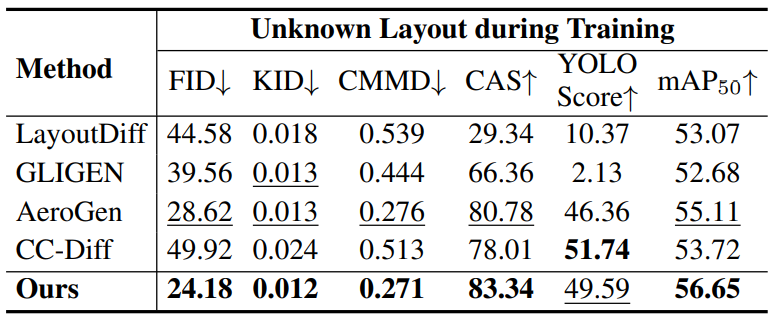 Unknown Layout during Training
Method FID↓ KID↓ CMMD↓ CAS↑ YOLO Score↑ mAP₅₀↑
LayoutDiff 44.58 0.018 0.539 29.34 10.37 53.07
GLIGEN 39.56 0.013 0.444 66.36 2.13 52.68
AeroGen 28.62 0.013 0.276 80.78 46.36 55.11
CC-Diff 49.92 0.024 0.513 78.01 51.74 53.72
Ours 24.18 0.012 0.271 83.34 49.59 56.65